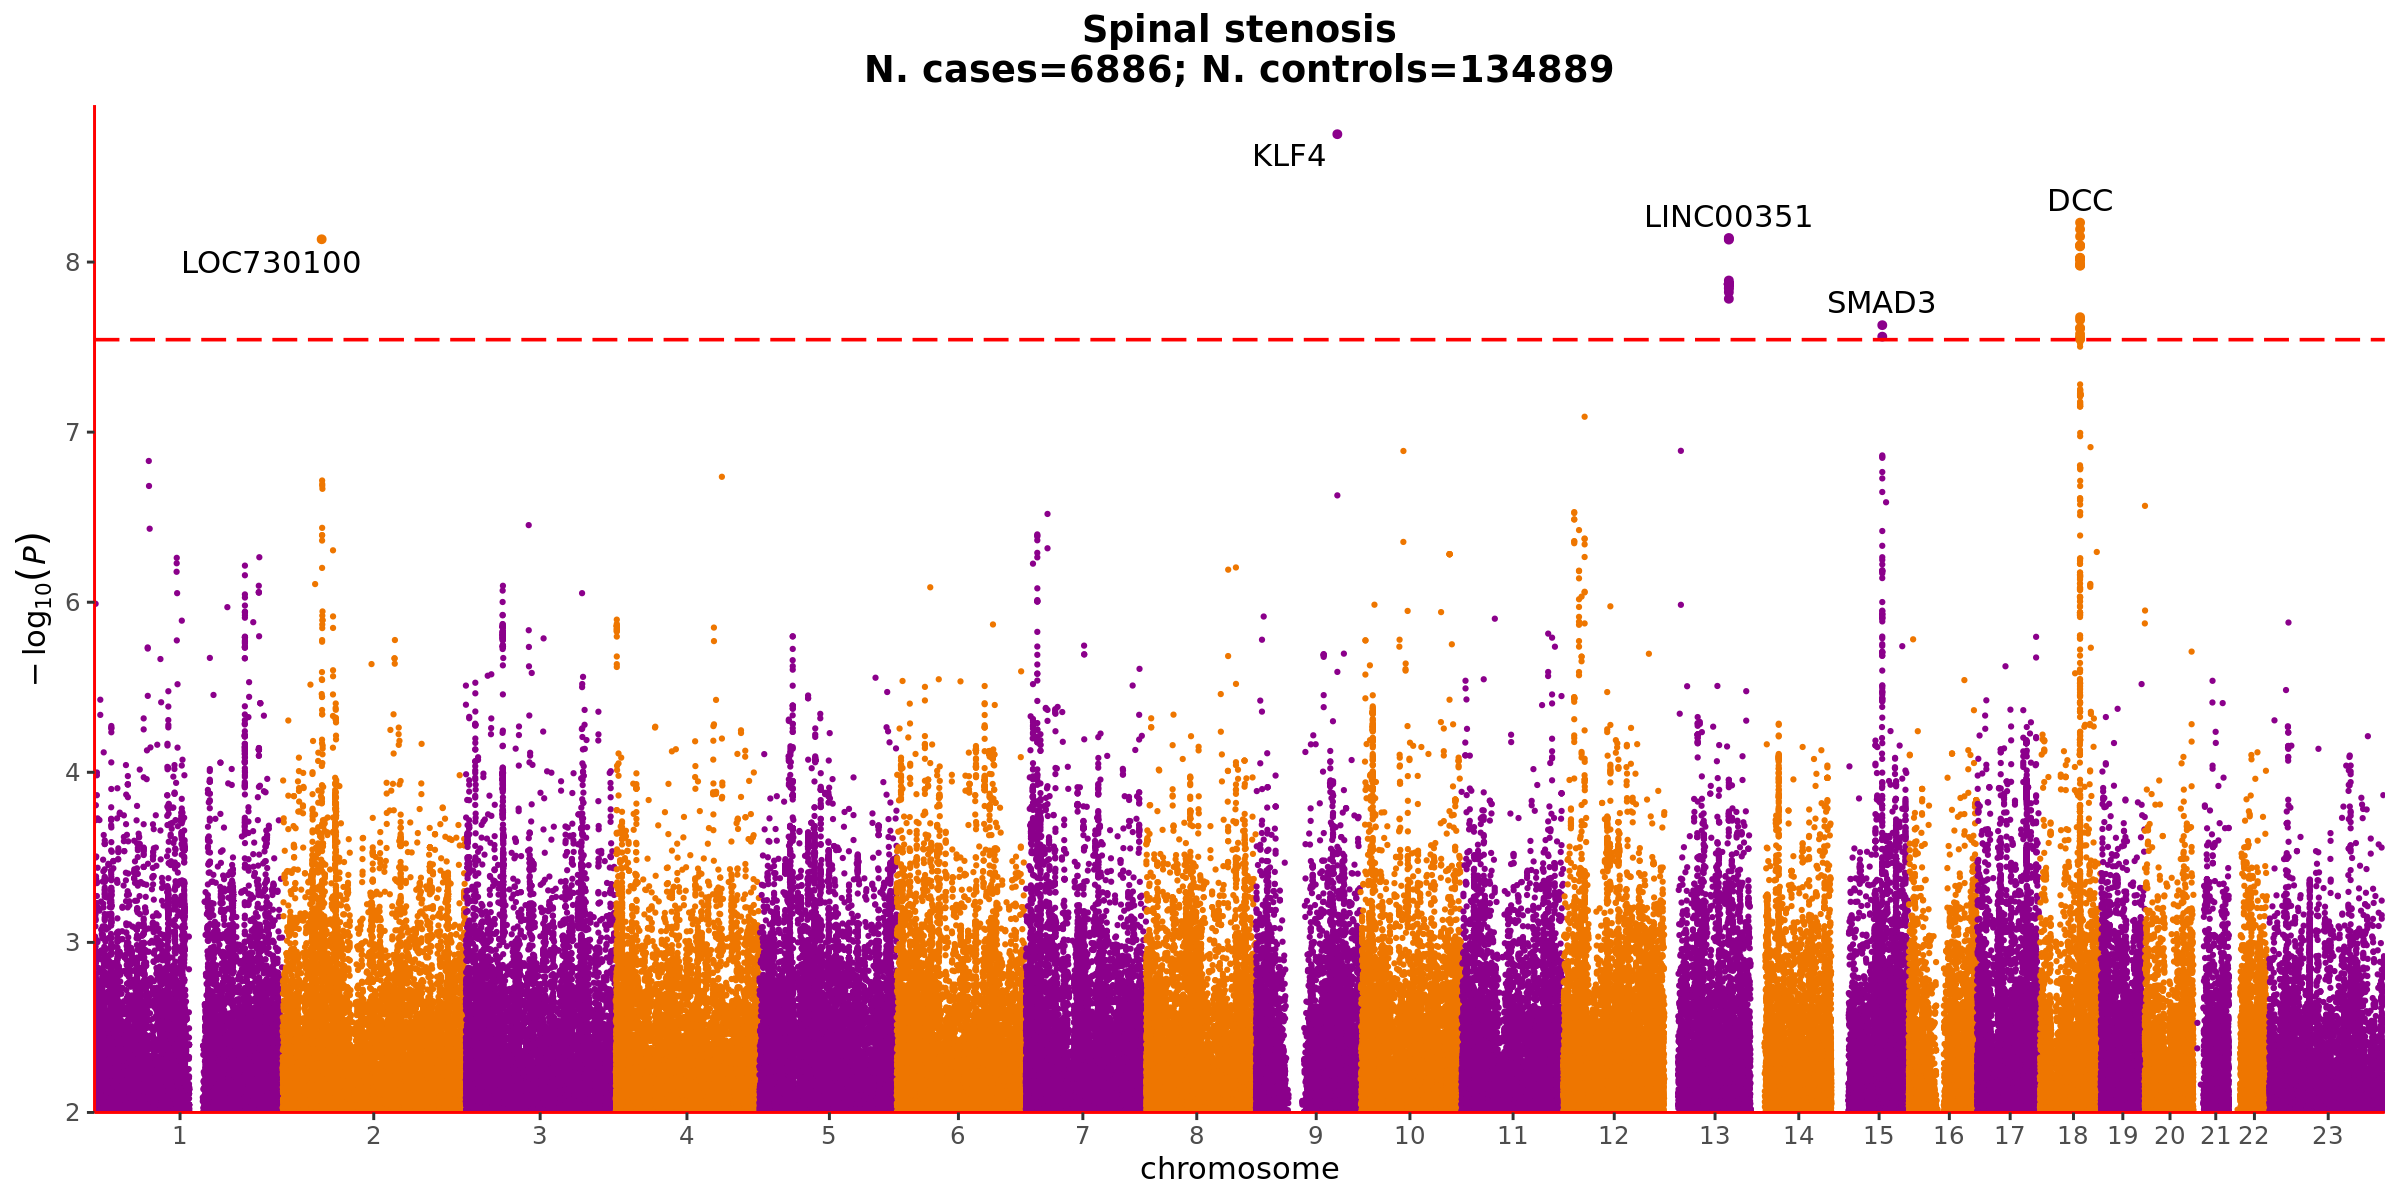 Spinal stenosis
N. cases=6886; N. controls=134889
KLF4
DCC
LINC00351
LOC730100
SMAD3
8
7
6
5
4
3
2
−log10(P)
1 2 3 4 5 6 7 8 9 10 11 12 13 14 15 16 17 18 19 20 21 22 23
chromosome